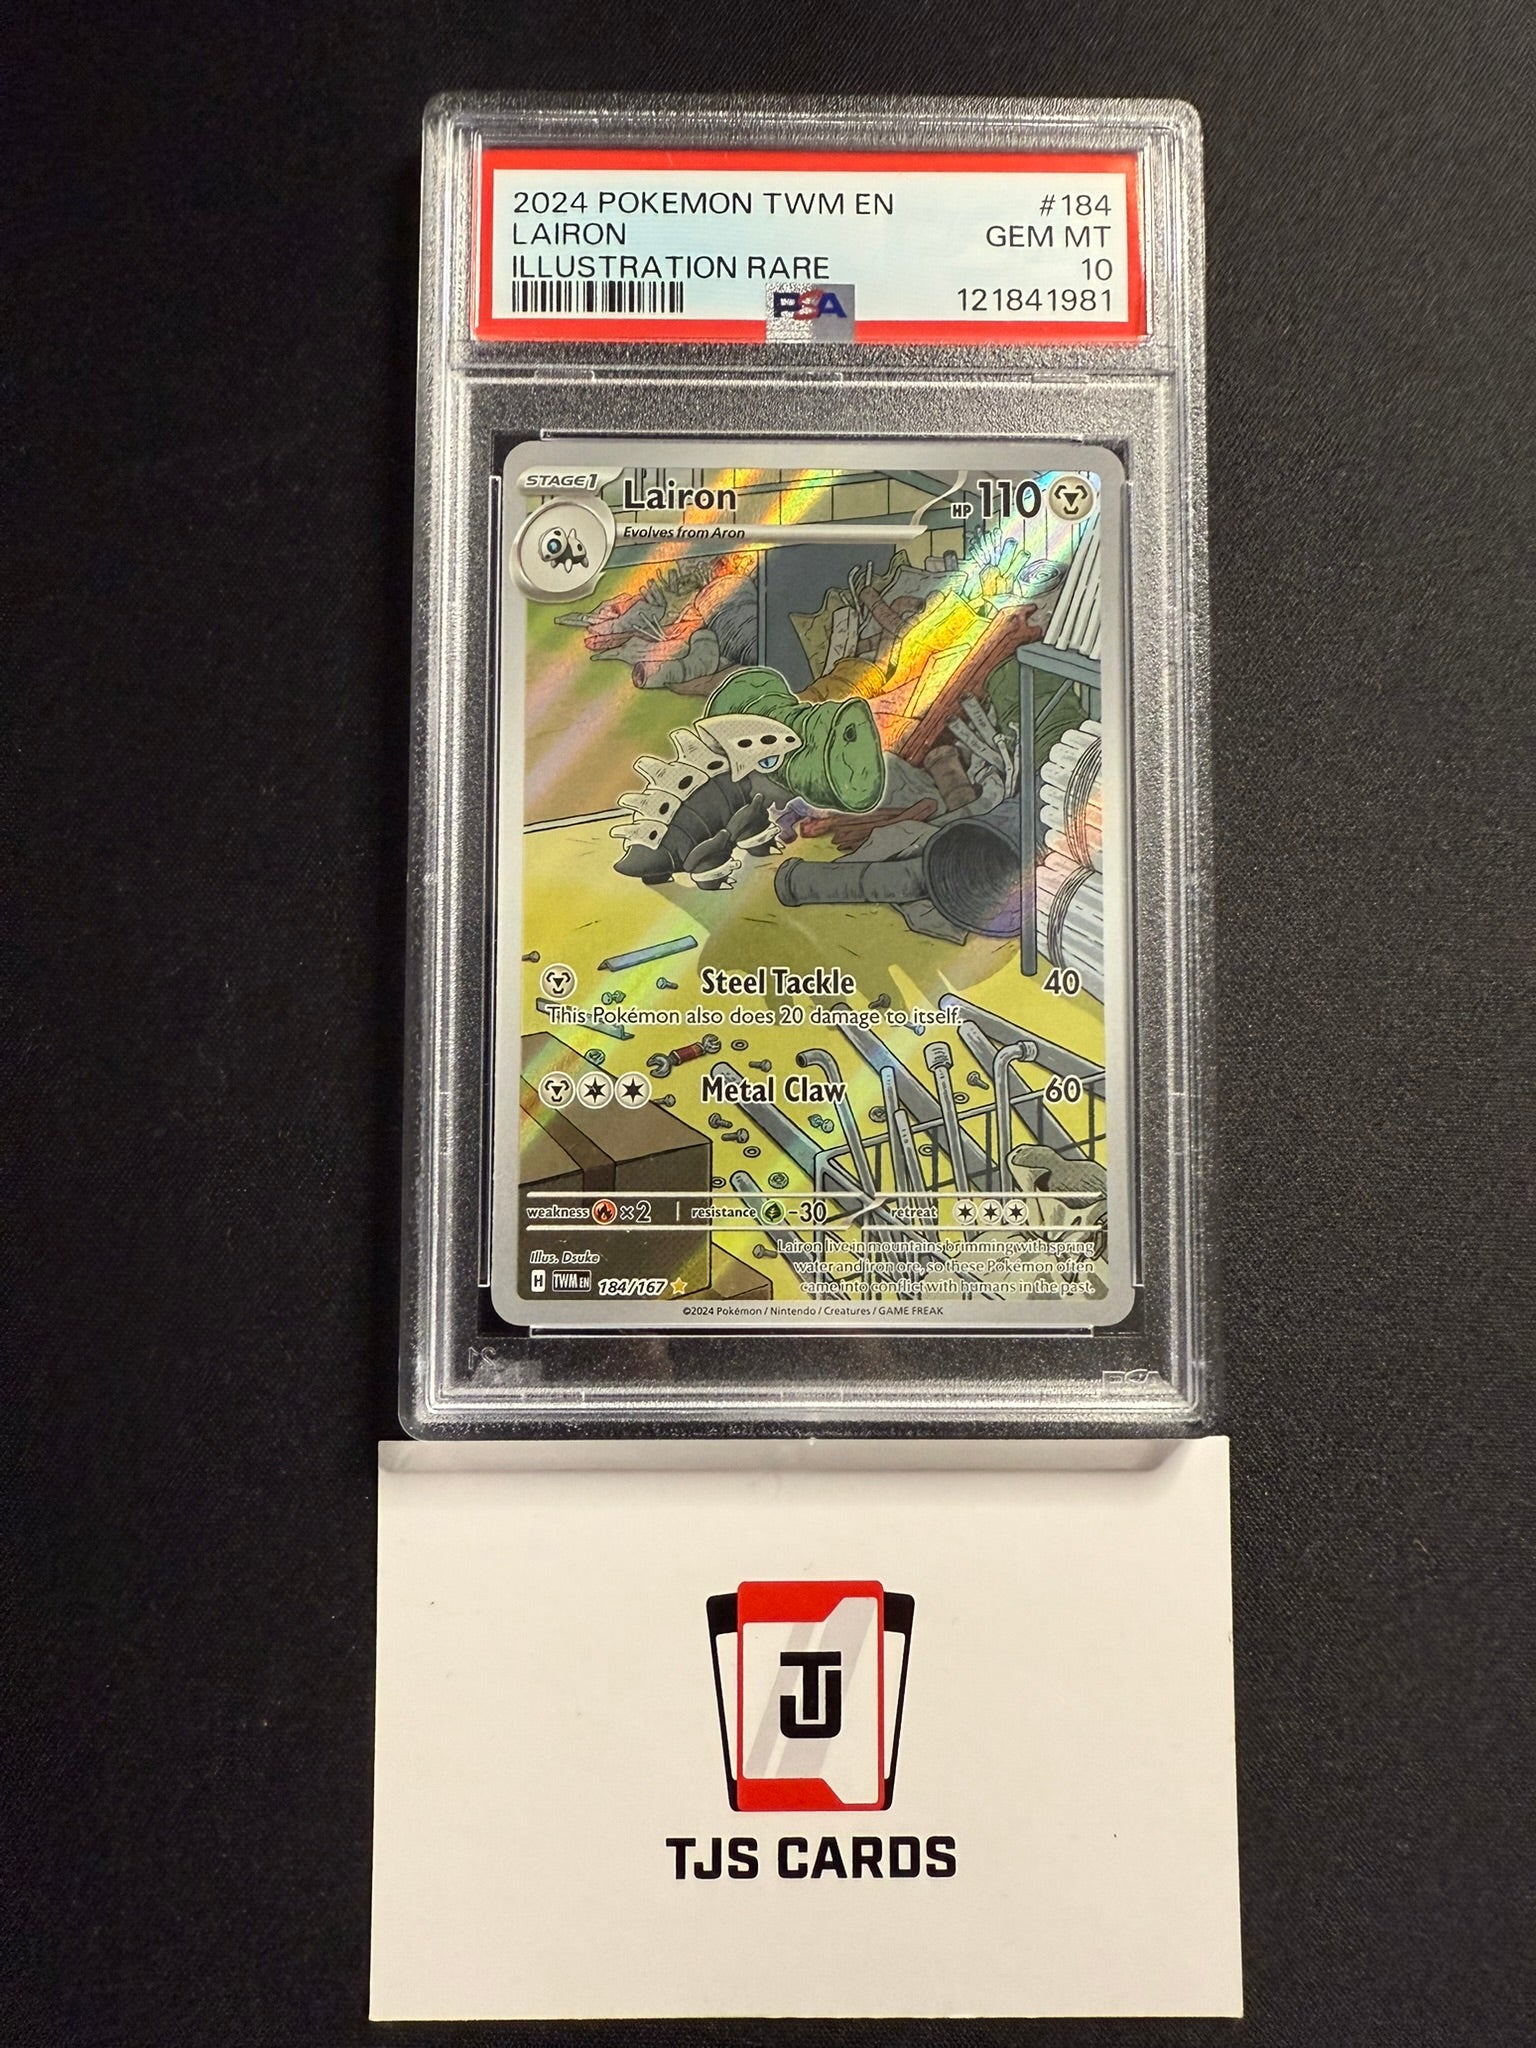 2024 POKEMON TWM EN #184
LAIRON GEM MT
ILLUSTRATION RARE 10
PSA 121841981
STAGE1 Lairon HP 110
Evolves from Aron
Steel Tackle 40
This Pokémon also does 20 damage to itself.
Metal Claw 60
weakness ×2 resistance -30 retreat
Illus. Dsuke
Lairon live in mountains brimming with spring
water and iron ore, so these Pokémon often
came into conflict with humans in the past.
H TWM EN 184/167
©2024 Pokémon / Nintendo / Creatures / GAME FREAK
PSA
TJ
TJS CARDS